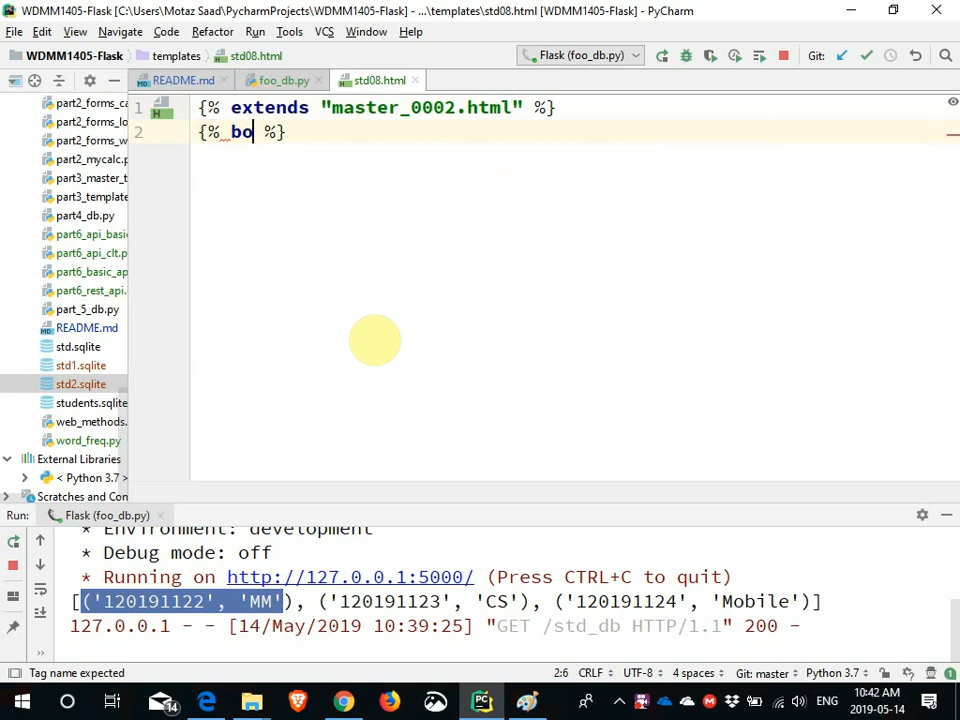 WDMM1405-Flask [C:\Users\Motaz Saad\PycharmProjects\WDMM1405-Flask] - ...\templates\std08.html [WDMM1405-Flask] - PyCharm
File Edit View Navigate Code Refactor Run Tools VCS Window Help
WDMM1405-Flask templates std08.html Flask (foo_db.py) Git:
README.md foo_db.py std08.html
part2_forms_ca
part2_forms_lo
part2_forms_w
part2_mycalc.p
part3_master_t
part3_template
part4_db.py
part6_api_basi
part6_api_clt.p
part6_basic_ap
part6_rest_api.
part_5_db.py
README.md
std.sqlite
std1.sqlite
std2.sqlite
students.sqlite
web_methods.
word_freq.py
External Libraries
< Python 3.7 >
Scratches and Con
1 {% extends "master_0002.html" %}
2 {% bo %}
Run: Flask (foo_db.py)
* Environment: development
* Debug mode: off
* Running on http://127.0.0.1:5000/ (Press CTRL+C to quit)
[('120191122', 'MM'), ('120191123', 'CS'), ('120191124', 'Mobile')]
127.0.0.1 - - [14/May/2019 10:39:25] "GET /std_db HTTP/1.1" 200 -
Tag name expected 2:6 CRLF UTF-8 4 spaces Git: master Python 3.7 1
14 PC ENG 10:42 AM
2019-05-14